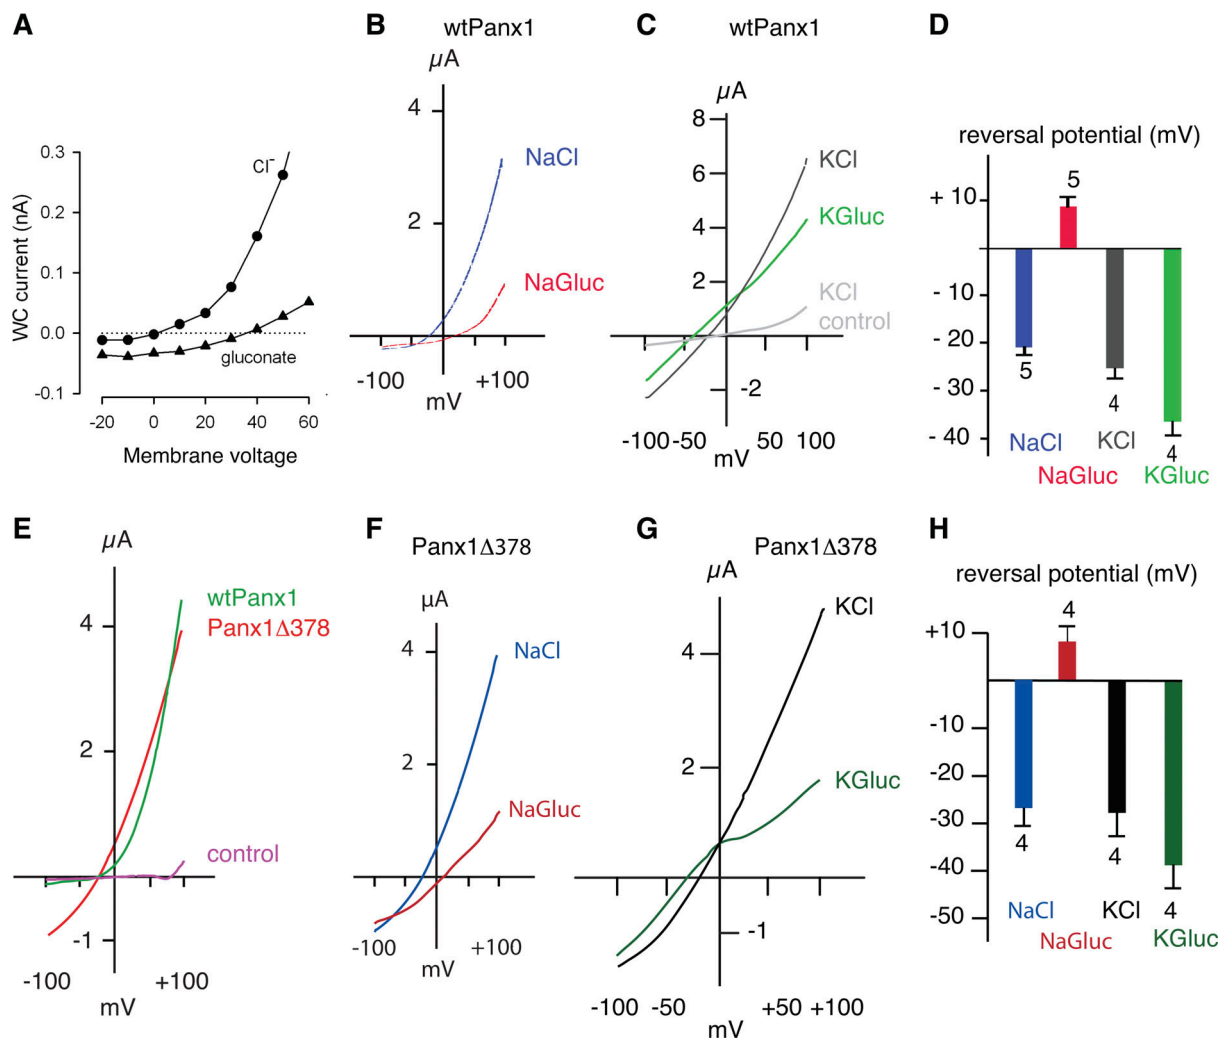 A
WC current (nA)
0.3
0.2
0.1
0.0
-0.1
Cl⁻
gluconate
-20
0
20
40
60
Membrane voltage
B
wtPanx1
µA
4
2
NaCl
NaGluc
-100
+100
mV
C
wtPanx1
µA
8
6
4
2
-2
KCl
KGluc
KCl
control
-100
-50
50
100
mV
D
reversal potential (mV)
+ 10
- 10
- 20
- 30
- 40
5
5
4
4
NaCl
KCl
NaGluc
KGluc
E
µA
4
2
-1
wtPanx1
Panx1Δ378
control
-100
+100
mV
F
Panx1Δ378
µA
4
2
NaCl
NaGluc
-100
+100
mV
G
Panx1Δ378
µA
4
2
-1
KCl
KGluc
-100
-50
+50
+100
mV
H
reversal potential (mV)
+10
-10
-20
-30
-40
-50
4
4
4
4
NaCl
KCl
NaGluc
KGluc